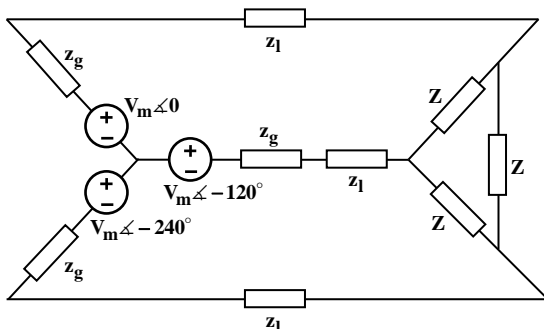 z_l
z_g
+
−
V_m∡0
+
−
V_m∡−120°
z_g
z_l
Z
Z
Z
+
−
V_m∡−240°
z_g
z_l